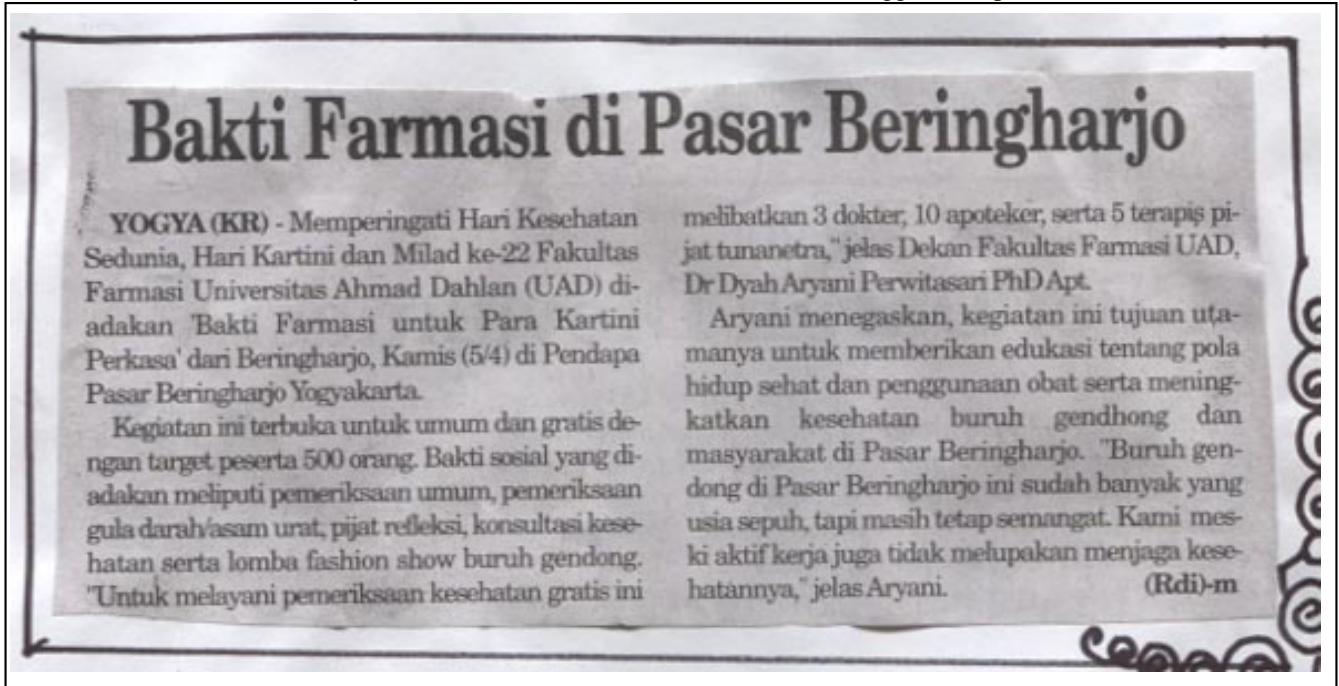 Bakti Farmasi di Pasar Beringharjo
YOGYA (KR) - Memperingati Hari Kesehatan
Sedunia, Hari Kartini dan Milad ke-22 Fakultas
Farmasi Universitas Ahmad Dahlan (UAD) di-
adakan 'Bakti Farmasi untuk Para Kartini
Perkasa' dari Beringharjo, Kamis (5/4) di Pendapa
Pasar Beringharjo Yogyakarta.
Kegiatan ini terbuka untuk umum dan gratis de-
ngan target peserta 500 orang. Bakti sosial yang di-
adakan meliputi pemeriksaan umum, pemeriksaan
gula darah/asam urat, pijat refleksi, konsultasi kese-
hatan serta lomba fashion show buruh gendong.
"Untuk melayani pemeriksaan kesehatan gratis ini
melibatkan 3 dokter, 10 apoteker, serta 5 terapis pi-
jat tunanetra," jelas Dekan Fakultas Farmasi UAD,
Dr Dyah Aryani Perwitasari PhD Apt.
Aryani menegaskan, kegiatan ini tujuan uta-
manya untuk memberikan edukasi tentang pola
hidup sehat dan penggunaan obat serta mening-
katkan kesehatan buruh gendhong dan
masyarakat di Pasar Beringharjo. "Buruh gen-
dong di Pasar Beringharjo ini sudah banyak yang
usia sepuh, tapi masih tetap semangat. Kami mes-
ki aktif kerja juga tidak melupakan menjaga kese-
hatannya," jelas Aryani.
(Rdi)-m